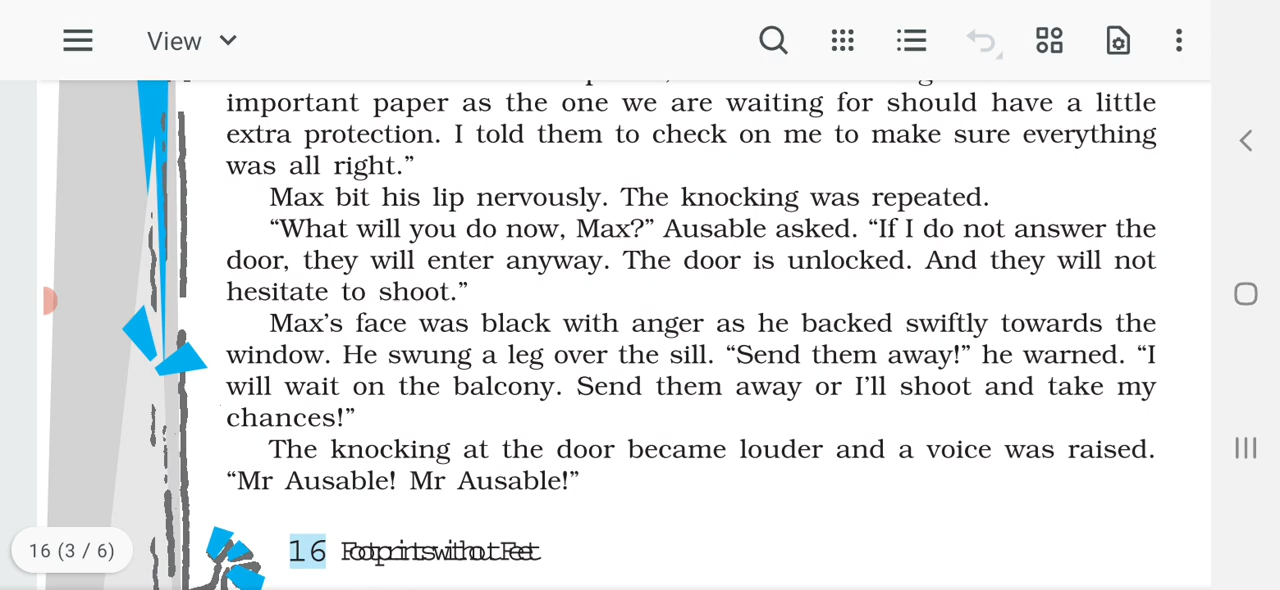 View
important paper as the one we are waiting for should have a little
extra protection. I told them to check on me to make sure everything
was all right.”
Max bit his lip nervously. The knocking was repeated.
“What will you do now, Max?” Ausable asked. “If I do not answer the
door, they will enter anyway. The door is unlocked. And they will not
hesitate to shoot.”
Max’s face was black with anger as he backed swiftly towards the
window. He swung a leg over the sill. “Send them away!” he warned. “I
will wait on the balcony. Send them away or I’ll shoot and take my
chances!”
The knocking at the door became louder and a voice was raised.
“Mr Ausable! Mr Ausable!”
16 Footprints without Feet
16 (3 / 6)